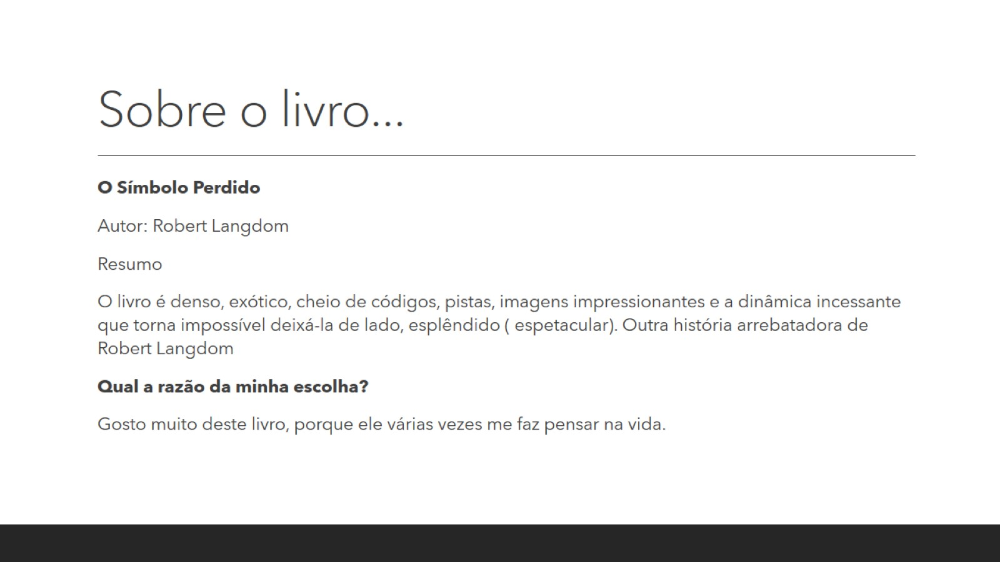 Sobre o livro...
O Símbolo Perdido
Autor: Robert Langdom
Resumo
O livro é denso, exótico, cheio de códigos, pistas, imagens impressionantes e a dinâmica incessante
que torna impossível deixá-la de lado, esplêndido ( espetacular). Outra história arrebatadora de
Robert Langdom
Qual a razão da minha escolha?
Gosto muito deste livro, porque ele várias vezes me faz pensar na vida.